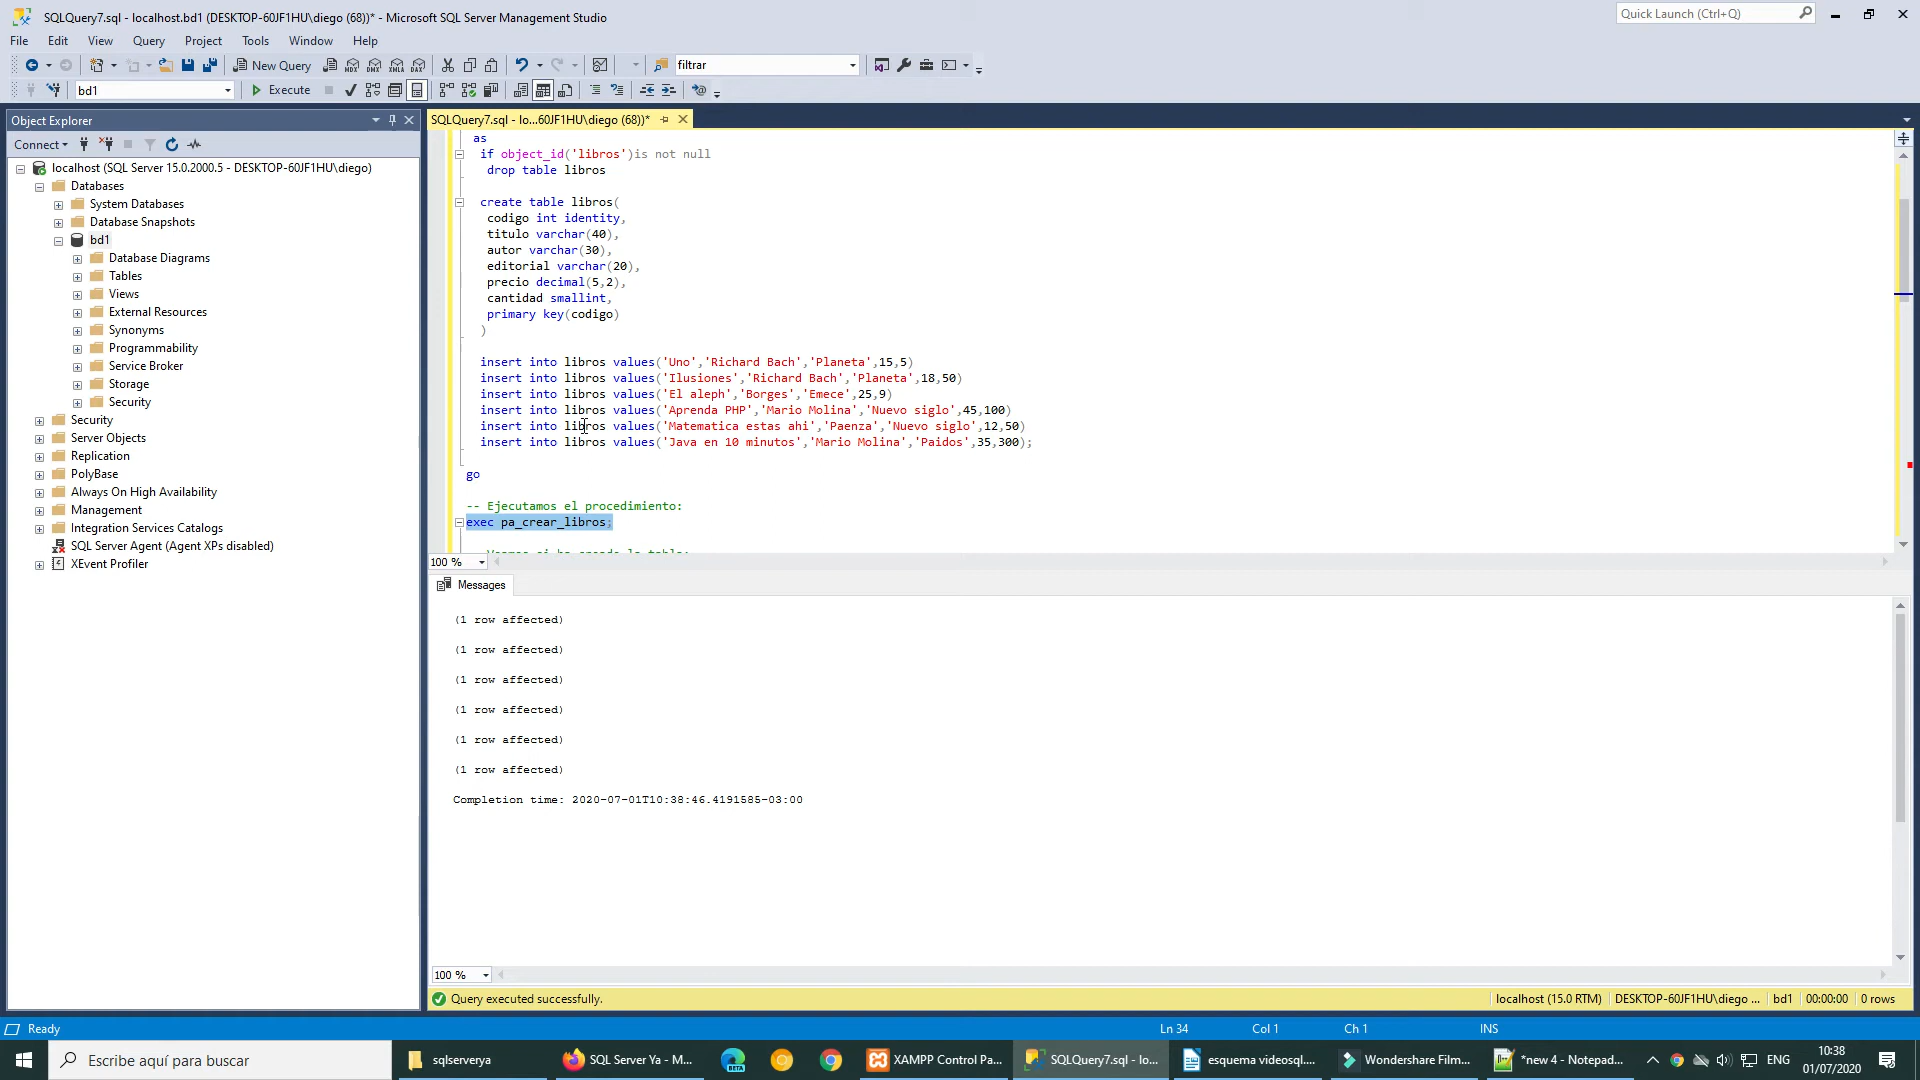 SQLQuery7.sql - localhost.bd1 (DESKTOP-60JF1HU\diego (68))* - Microsoft SQL Server Management Studio
Quick Launch (Ctrl+Q)
File Edit View Query Project Tools Window Help
New Query MDX DMX XMLA DAX filtrar
bd1 Execute
Object Explorer
SQLQuery7.sql - lo...60JF1HU\diego (68))*
Connect
localhost (SQL Server 15.0.2000.5 - DESKTOP-60JF1HU\diego)
Databases
System Databases
Database Snapshots
bd1
Database Diagrams
Tables
Views
External Resources
Synonyms
Programmability
Service Broker
Storage
Security
Security
Server Objects
Replication
PolyBase
Always On High Availability
Management
Integration Services Catalogs
SQL Server Agent (Agent XPs disabled)
XEvent Profiler
as
if object_id('libros')is not null
drop table libros
create table libros(
codigo int identity,
titulo varchar(40),
autor varchar(30),
editorial varchar(20),
precio decimal(5,2),
cantidad smallint,
primary key(codigo)
)
insert into libros values('Uno','Richard Bach','Planeta',15,5)
insert into libros values('Ilusiones','Richard Bach','Planeta',18,50)
insert into libros values('El aleph','Borges','Emece',25,9)
insert into libros values('Aprenda PHP','Mario Molina','Nuevo siglo',45,100)
insert into libros values('Matematica estas ahi','Paenza','Nuevo siglo',12,50)
insert into libros values('Java en 10 minutos','Mario Molina','Paidos',35,300);
go
-- Ejecutamos el procedimiento:
exec pa_crear_libros;
100 %
Messages
(1 row affected)
(1 row affected)
(1 row affected)
(1 row affected)
(1 row affected)
(1 row affected)
Completion time: 2020-07-01T10:38:46.4191585-03:00
100 %
Query executed successfully.
localhost (15.0 RTM) DESKTOP-60JF1HU\diego ... bd1 00:00:00 0 rows
Ready
Ln 34 Col 1 Ch 1 INS
Escribe aquí para buscar
sqlserverya
SQL Server Ya - M...
BETA
XAMPP Control Pa...
SQLQuery7.sql - lo...
esquema videosql....
Wondershare Film...
*new 4 - Notepad...
ENG
10:38
01/07/2020